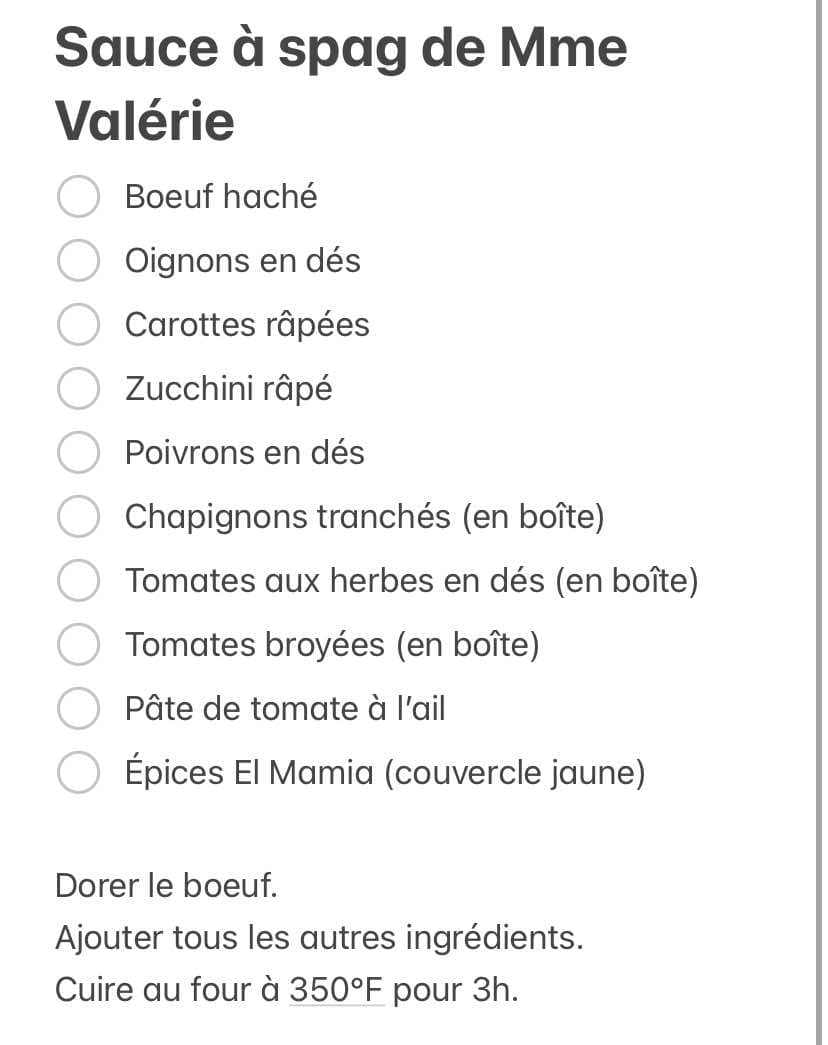 Sauce à spag de Mme
Valérie
Boeuf haché
Oignons en dés
Carottes râpées
Zucchini râpé
Poivrons en dés
Chapignons tranchés (en boîte)
Tomates aux herbes en dés (en boîte)
Tomates broyées (en boîte)
Pâte de tomate à l’ail
Épices El Mamia (couvercle jaune)
Dorer le boeuf.
Ajouter tous les autres ingrédients.
Cuire au four à 350°F pour 3h.